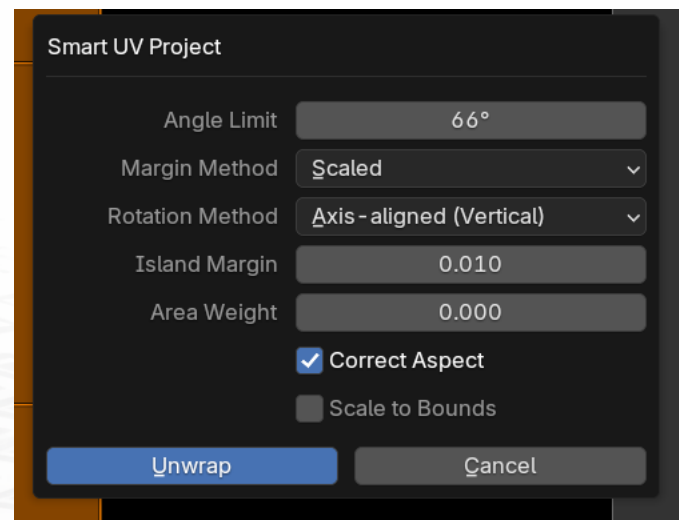 Smart UV Project
Angle Limit 66°
Margin Method Scaled
Rotation Method Axis-aligned (Vertical)
Island Margin 0.010
Area Weight 0.000
Correct Aspect
Scale to Bounds
Unwrap Cancel